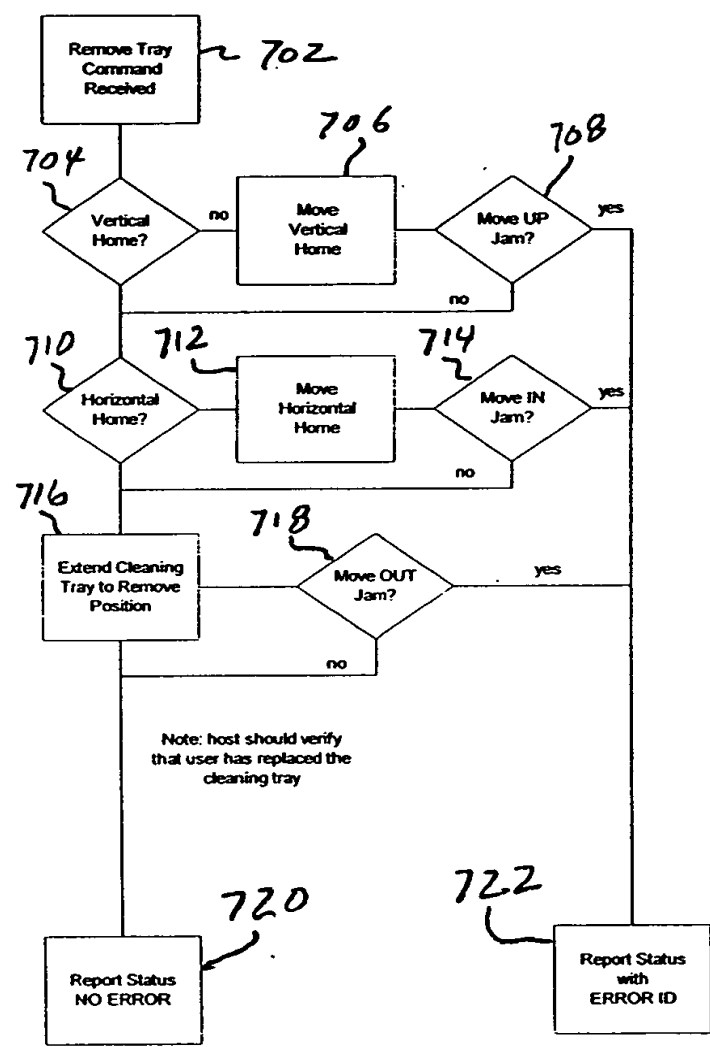 Remove Tray
Command
Received
702
704
Vertical
Home?
no
706
Move
Vertical
Home
708
Move UP
Jam?
yes
no
710
Horizontal
Home?
712
Move
Horizontal
Home
714
Move IN
Jam?
yes
no
716
Extend Cleaning
Tray to Remove
Position
718
Move OUT
Jam?
yes
no
Note: host should verify
that user has replaced the
cleaning tray
720
Report Status
NO ERROR
722
Report Status
with
ERROR ID